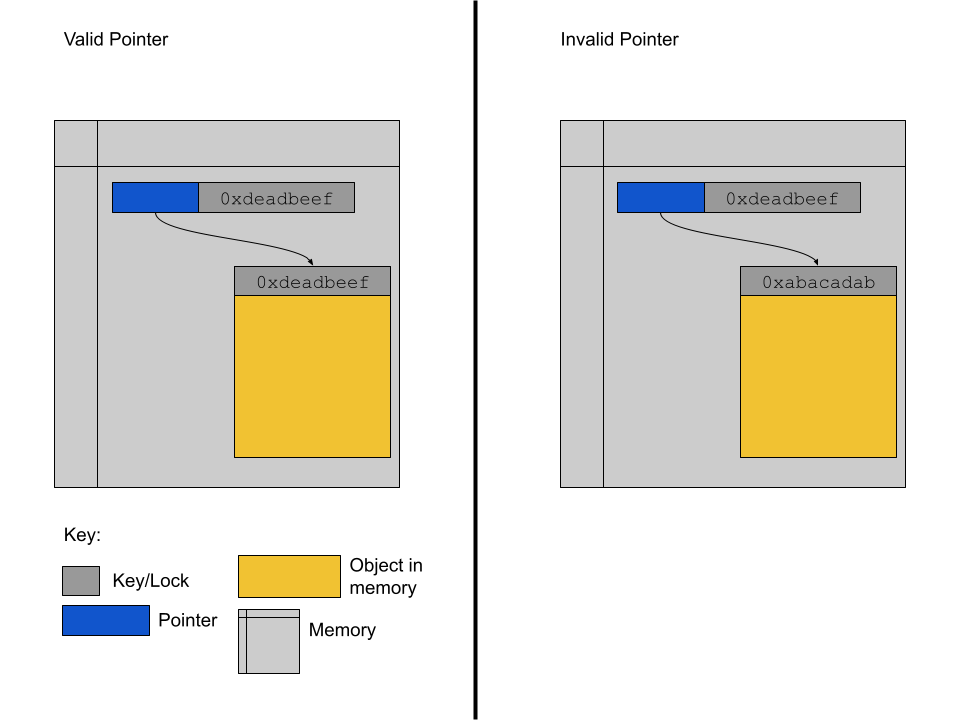 Valid Pointer
Invalid Pointer
0xdeadbeef
0xdeadbeef
0xdeadbeef
0xabacadab
Key:
Key/Lock
Pointer
Object in
memory
Memory